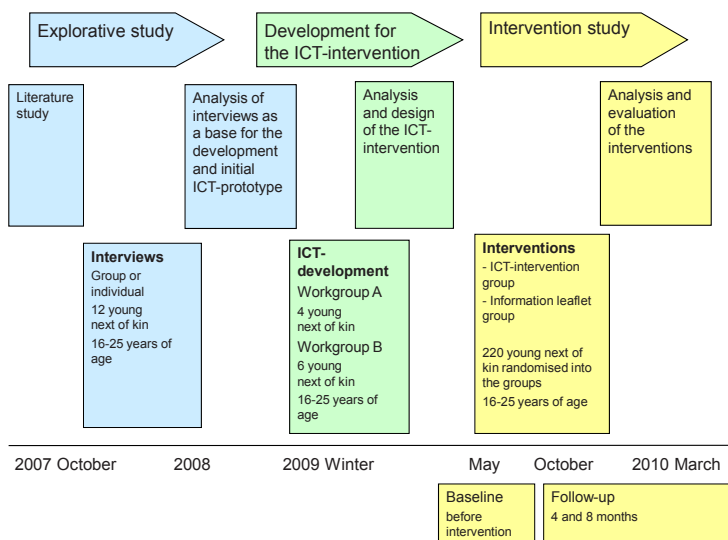 Explorative study
Development for
the ICT-intervention
Intervention study
Literature
study
Analysis of
interviews as
a base for the
development
and initial
ICT-prototype
Analysis
and design
of the ICT-
intervention
Analysis and
evaluation
of the
interventions
Interviews
Group or
individual
12 young
next of kin
16-25 years of
age
ICT-
development
Workgroup A
4 young
next of kin
Workgroup B
6 young
next of kin
16-25 years of
age
Interventions
- ICT-intervention
group
- Information leaflet
group
220 young next of
kin randomised into
the groups
16-25 years of age
2007 October
2008
2009 Winter
May
October
2010 March
Baseline
before
intervention
Follow-up
4 and 8 months